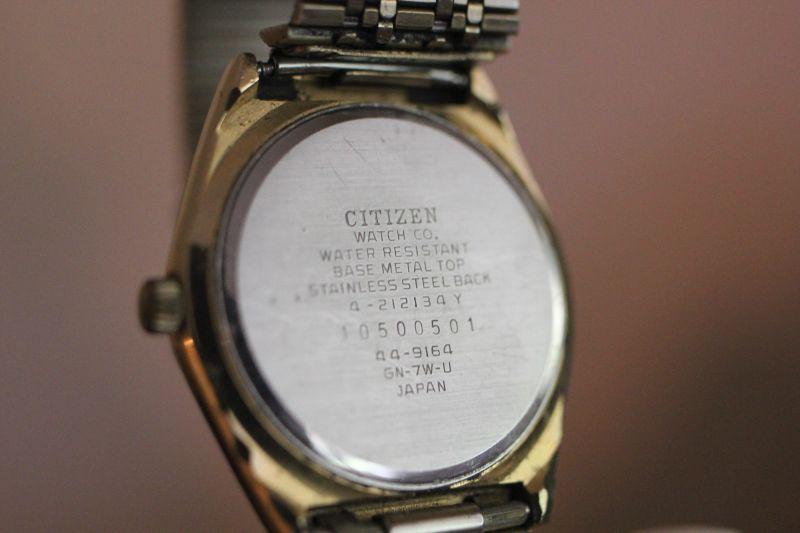 CITIZEN
WATCH CO.
WATER RESISTANT
BASE METAL TOP
STAINLESS STEEL BACK
4-212134 Y
10500501
44-9164
GN-7W-U
JAPAN